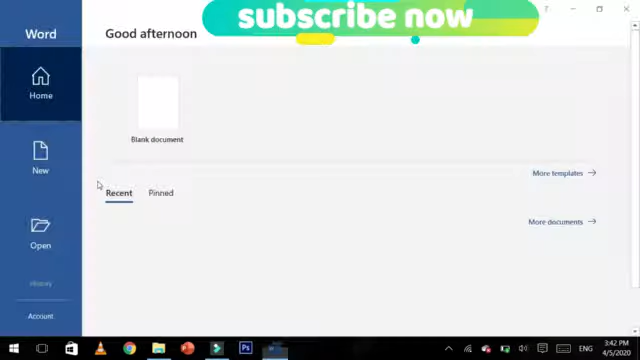 subscribe now
Word
Good afternoon
Home
Blank document
New
More templates
Recent
Pinned
More documents
Open
History
Account
Ps
ENG
3:42 PM
4/5/2020